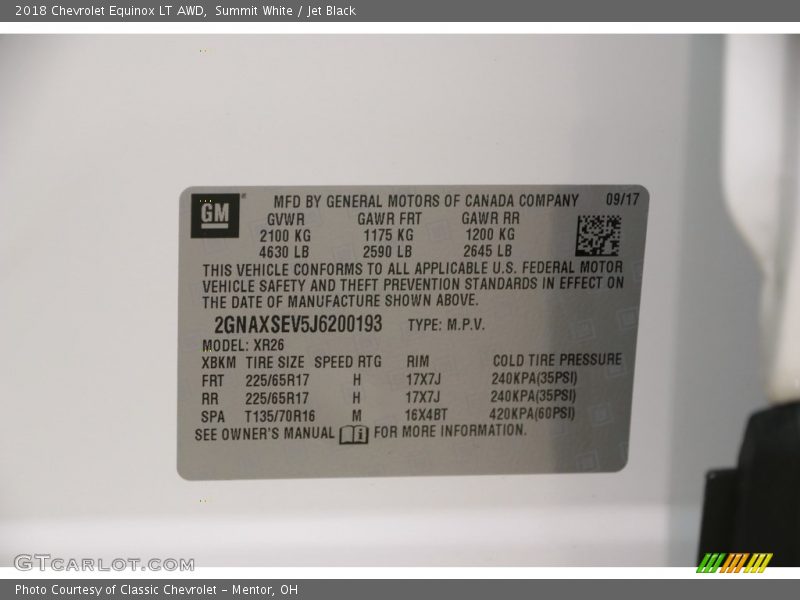 2018 Chevrolet Equinox LT AWD, Summit White / Jet Black
GM MFD BY GENERAL MOTORS OF CANADA COMPANY 09/17
GVWR GAWR FRT GAWR RR
2100 KG 1175 KG 1200 KG
4630 LB 2590 LB 2645 LB
THIS VEHICLE CONFORMS TO ALL APPLICABLE U.S. FEDERAL MOTOR
VEHICLE SAFETY AND THEFT PREVENTION STANDARDS IN EFFECT ON
THE DATE OF MANUFACTURE SHOWN ABOVE.
2GNAXSEV5J6200193 TYPE: M.P.V.
MODEL: XR26
XBKM TIRE SIZE SPEED RTG RIM COLD TIRE PRESSURE
FRT 225/65R17 H 17X7J 240KPA(35PSI)
RR 225/65R17 H 17X7J 240KPA(35PSI)
SPA T135/70R16 M 16X4BT 420KPA(60PSI)
SEE OWNER'S MANUAL FOR MORE INFORMATION.
GTCARLOT.COM
Photo Courtesy of Classic Chevrolet - Mentor, OH